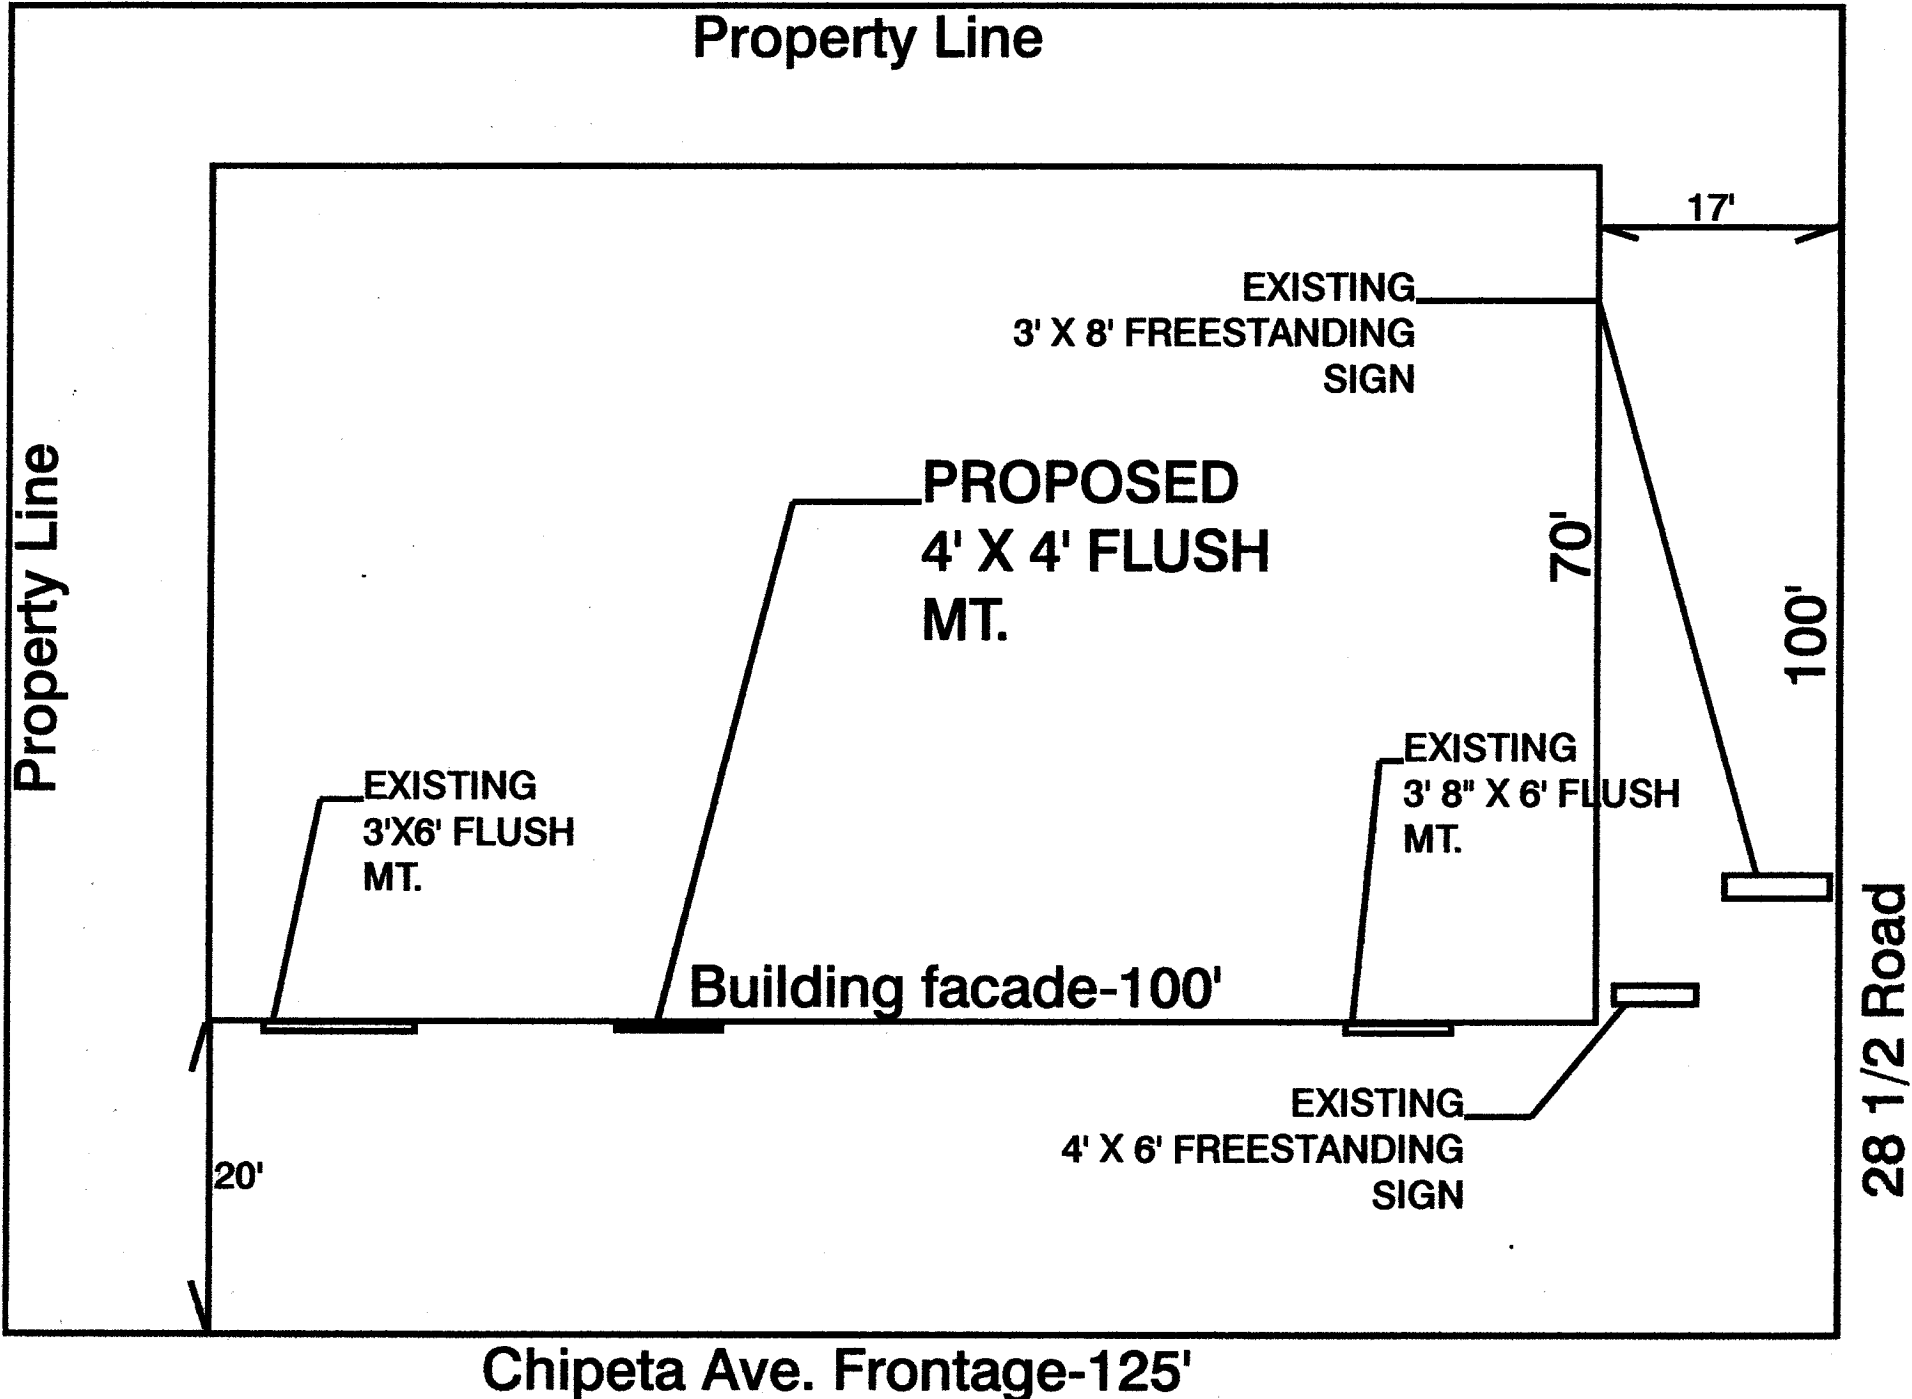 Property Line
17'
EXISTING
3' X 8' FREESTANDING
SIGN
PROPOSED
4' X 4' FLUSH
MT.
70'
100'
Property Line
EXISTING
3' 8" X 6' FLUSH
MT.
EXISTING
3'X6' FLUSH
MT.
Building facade-100'
28 1/2 Road
EXISTING
4' X 6' FREESTANDING
SIGN
20'
Chipeta Ave. Frontage-125'